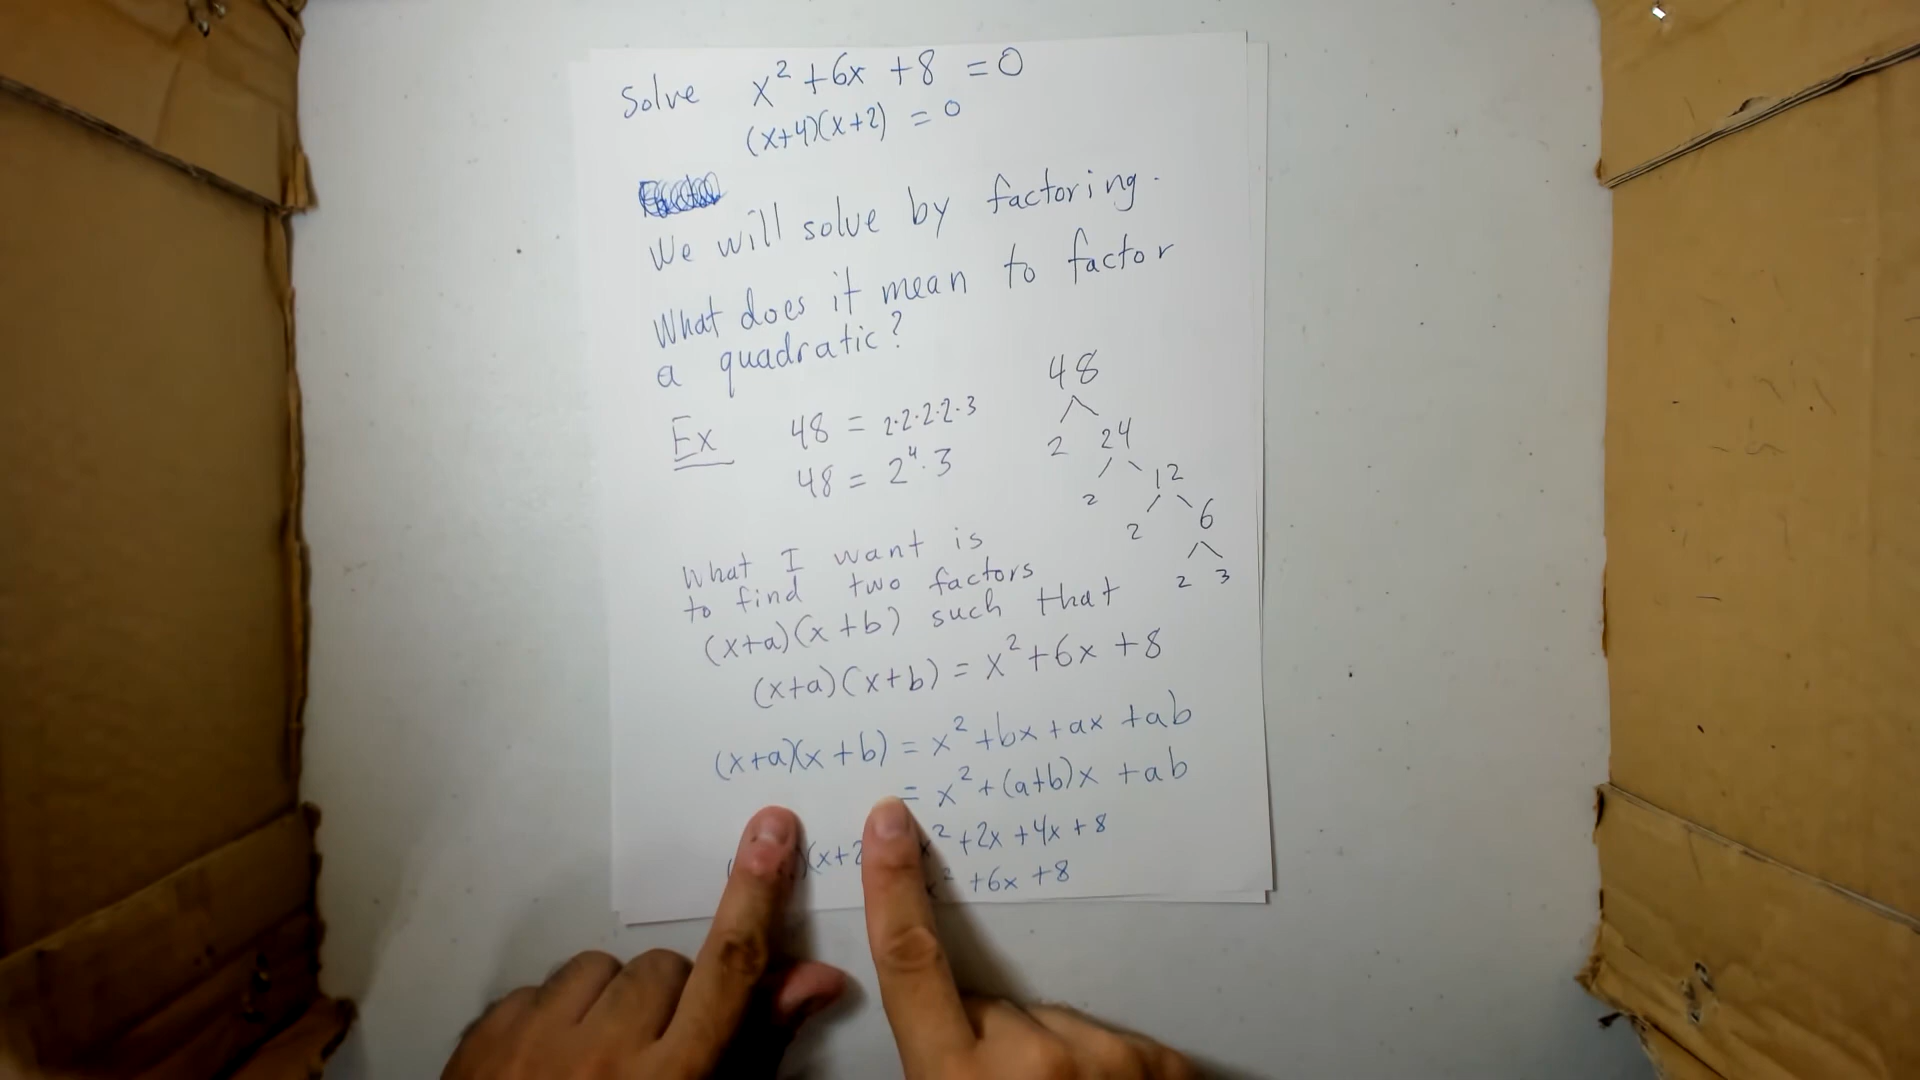 Solve x² + 6x + 8 = 0
(x+4)(x+2) = 0
We will solve by factoring.
What does it mean to factor
a quadratic?
Ex 48 = 2·2·2·2·3
48 = 2⁴·3
48
2 24
2 12
2 6
2 3
What I want is
to find two factors
(x+a)(x+b) such that
(x+a)(x+b) = x² + 6x + 8
(x+a)(x+b) = x² + bx + ax + ab
= x² + (a+b)x + ab
(x+2 ² + 2x + 4x + 8
x² + 6x + 8